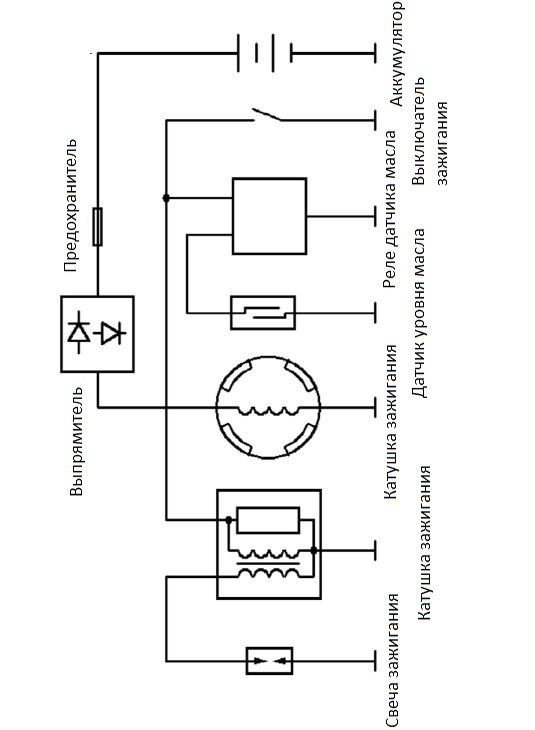 Предохранитель
Выпрямитель
Свеча зажигания
Катушка зажигания
Катушка зажигания
Датчик уровня масла
Реле датчика масла
Выключатель
зажигания
Аккумулятор